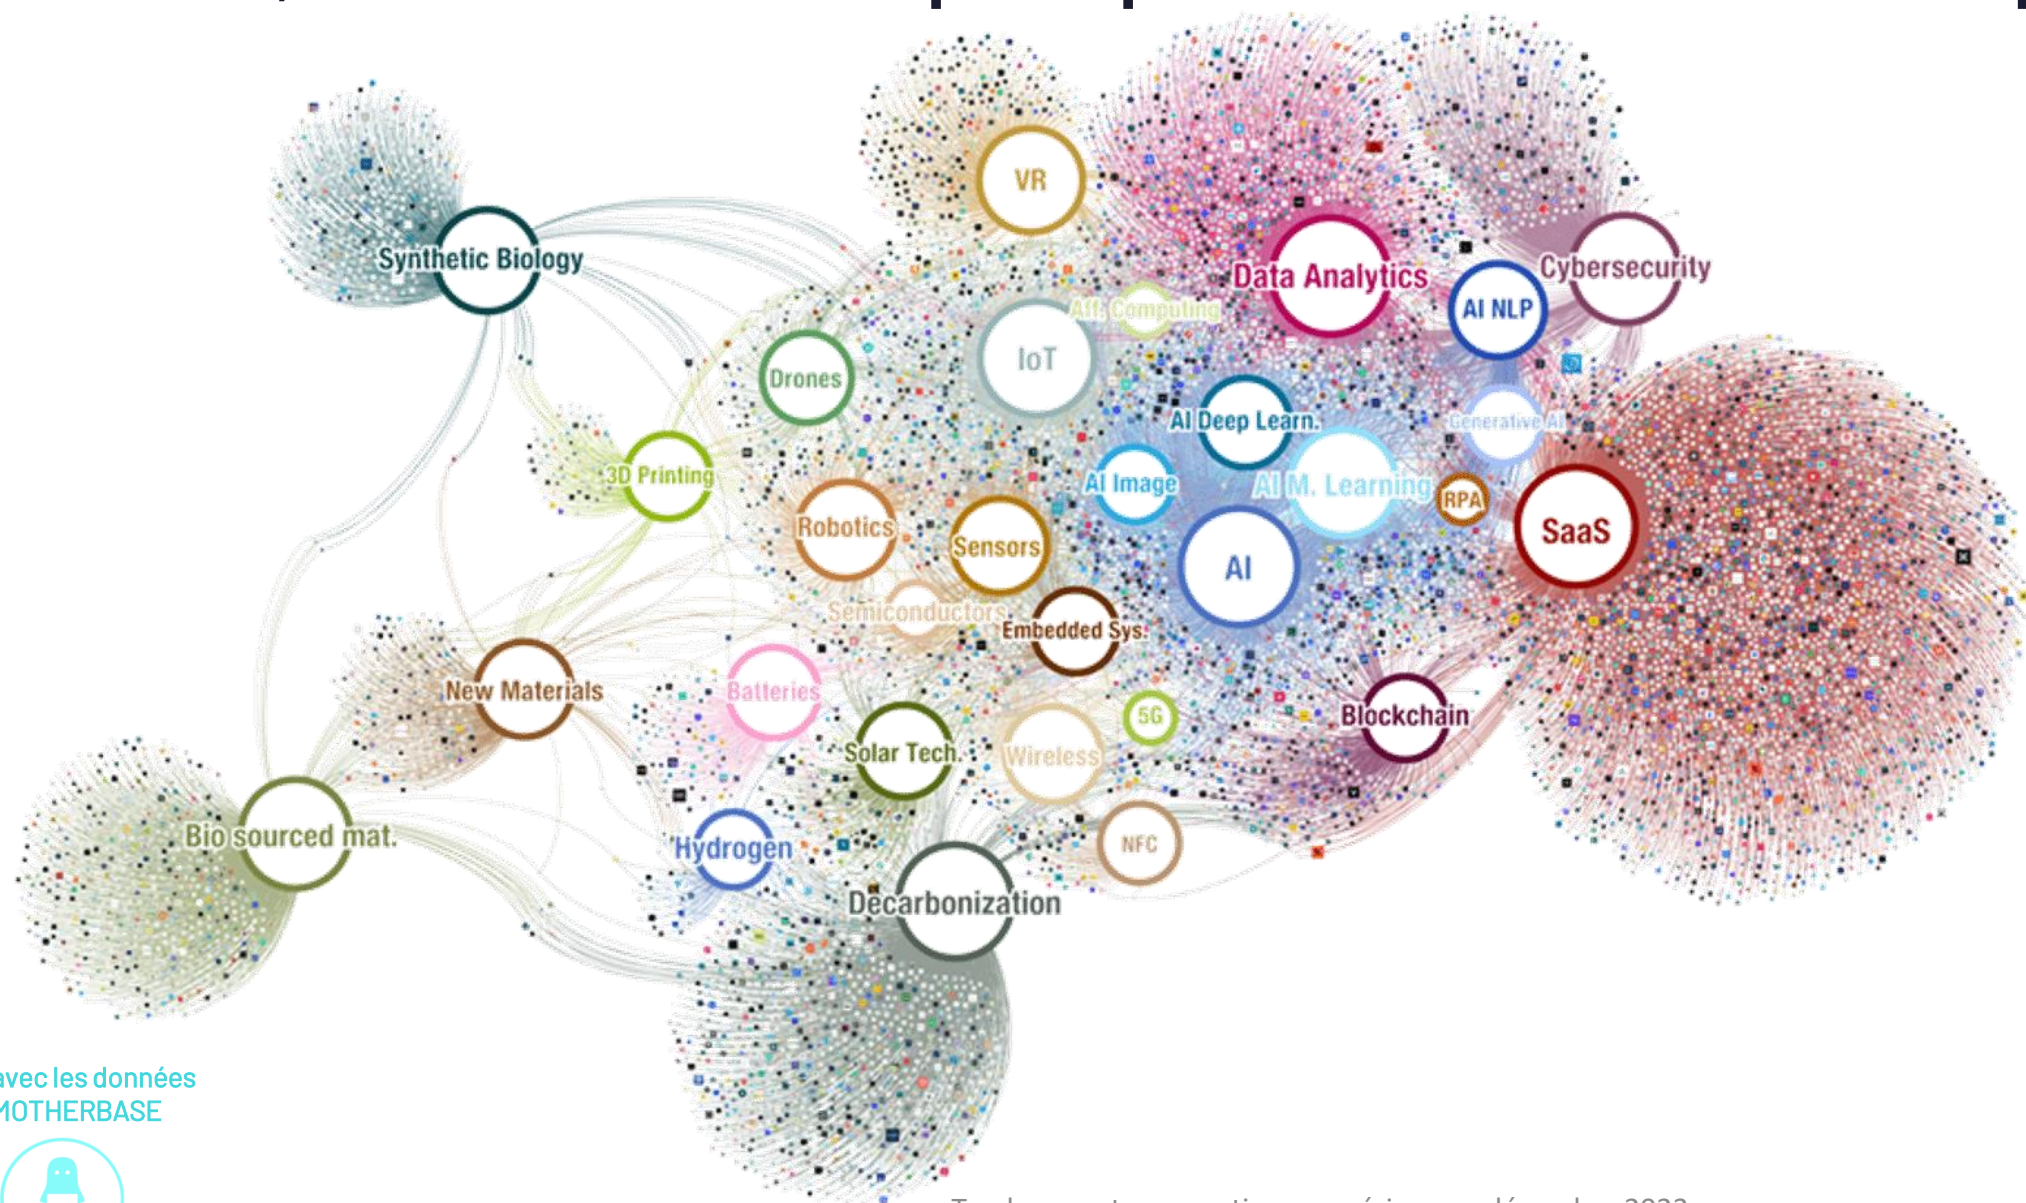 VR
Synthetic Biology
Data Analytics
Cybersecurity
AI NLP
Aff. Computing
IoT
Drones
AI Deep Learn.
Generative AI
3D Printing
AI Image
AI M. Learning
RPA
Robotics
Sensors
SaaS
AI
Semiconductors
Embedded Sys.
New Materials
Batteries
5G
Blockchain
Solar Tech.
Wireless
Bio sourced mat.
Hydrogen
NFC
Decarbonization
avec les données
MOTHERBASE